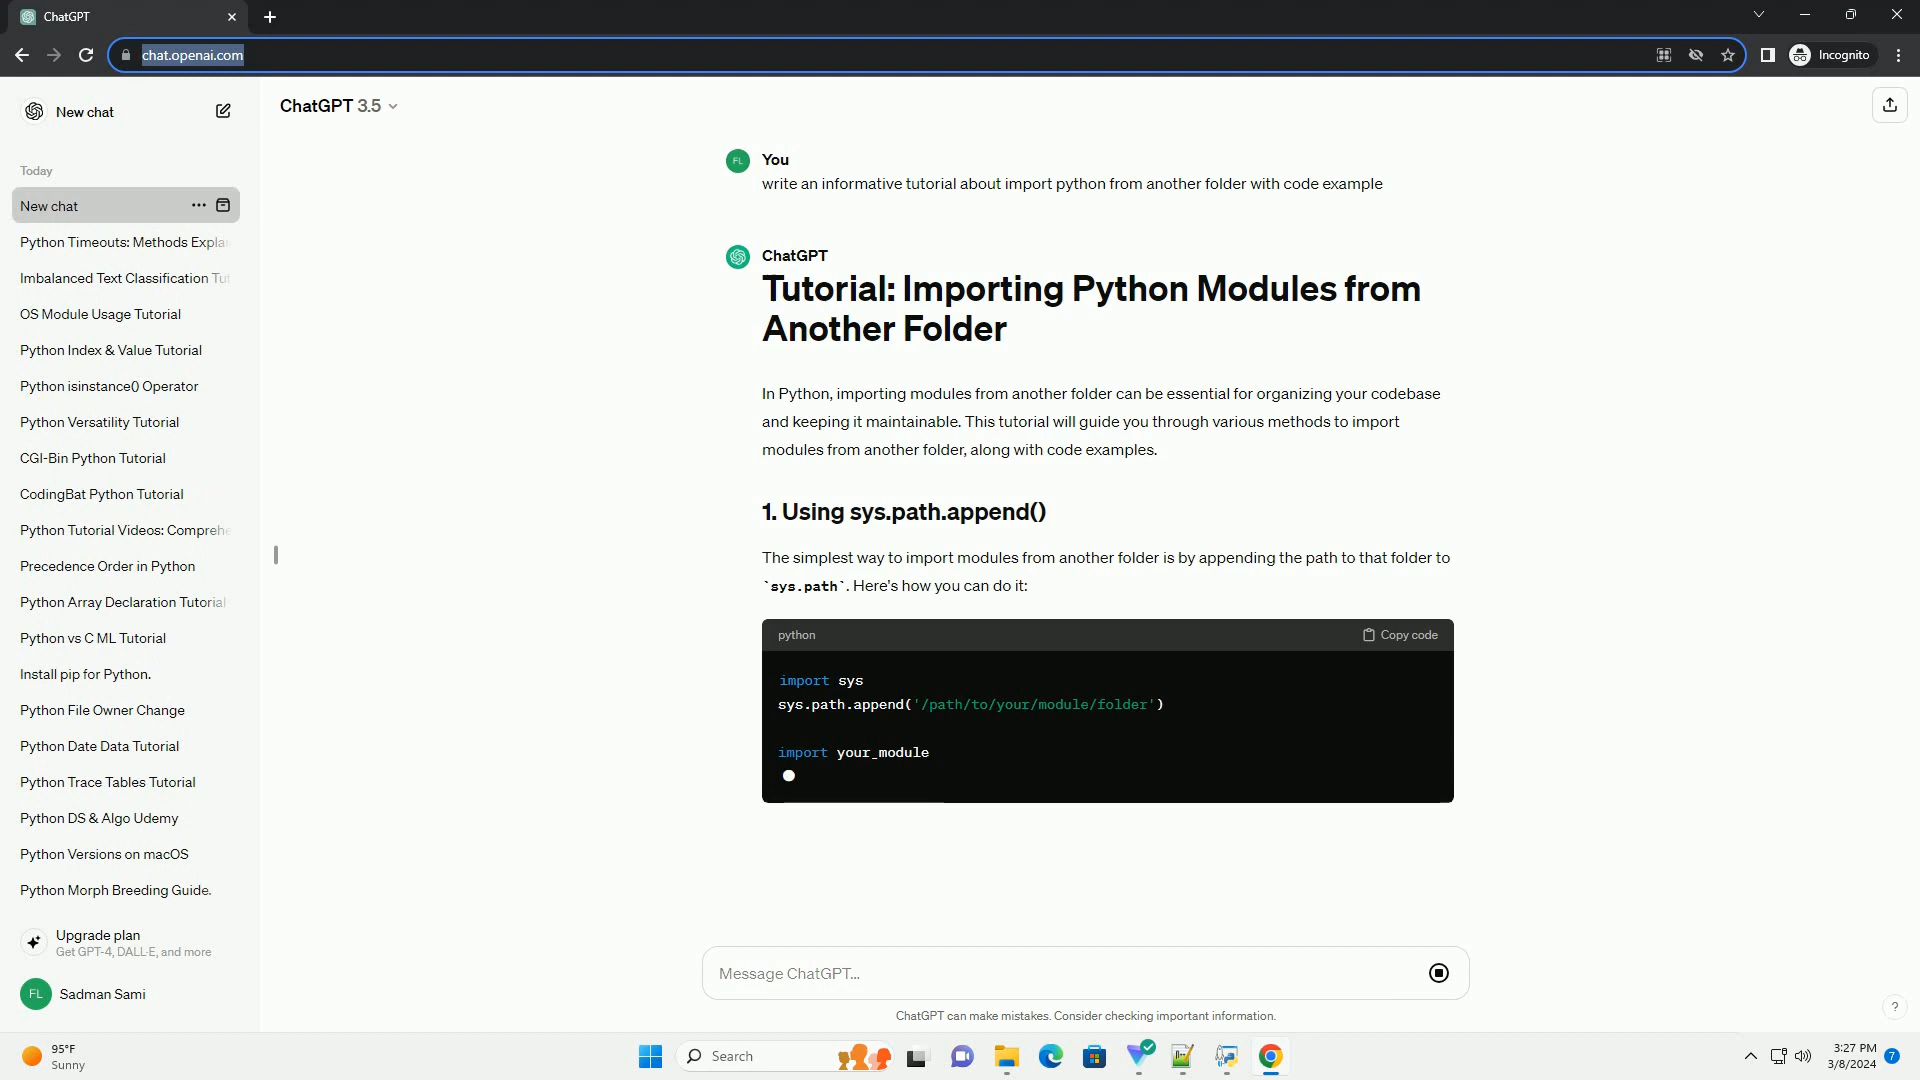 ChatGPT
chat.openai.com
Incognito
New chat
Today
New chat
Python Timeouts: Methods Expla
Imbalanced Text Classification Tut
OS Module Usage Tutorial
Python Index & Value Tutorial
Python isinstance() Operator
Python Versatility Tutorial
CGI-Bin Python Tutorial
CodingBat Python Tutorial
Python Tutorial Videos: Comprehe
Precedence Order in Python
Python Array Declaration Tutorial
Python vs C ML Tutorial
Install pip for Python.
Python File Owner Change
Python Date Data Tutorial
Python Trace Tables Tutorial
Python DS & Algo Udemy
Python Versions on macOS
Python Morph Breeding Guide.
Upgrade plan
Get GPT-4, DALL·E, and more
FL Sadman Sami
ChatGPT 3.5
FL You
write an informative tutorial about import python from another folder with code example
ChatGPT
Tutorial: Importing Python Modules from
Another Folder
In Python, importing modules from another folder can be essential for organizing your codebase
and keeping it maintainable. This tutorial will guide you through various methods to import
modules from another folder, along with code examples.
1. Using sys.path.append()
The simplest way to import modules from another folder is by appending the path to that folder to
`sys.path`. Here's how you can do it:
python Copy code
import sys
sys.path.append('/path/to/your/module/folder')
import your_module
Message ChatGPT...
ChatGPT can make mistakes. Consider checking important information.
?
95°F
Sunny
Search
3:27 PM
3/8/2024
7